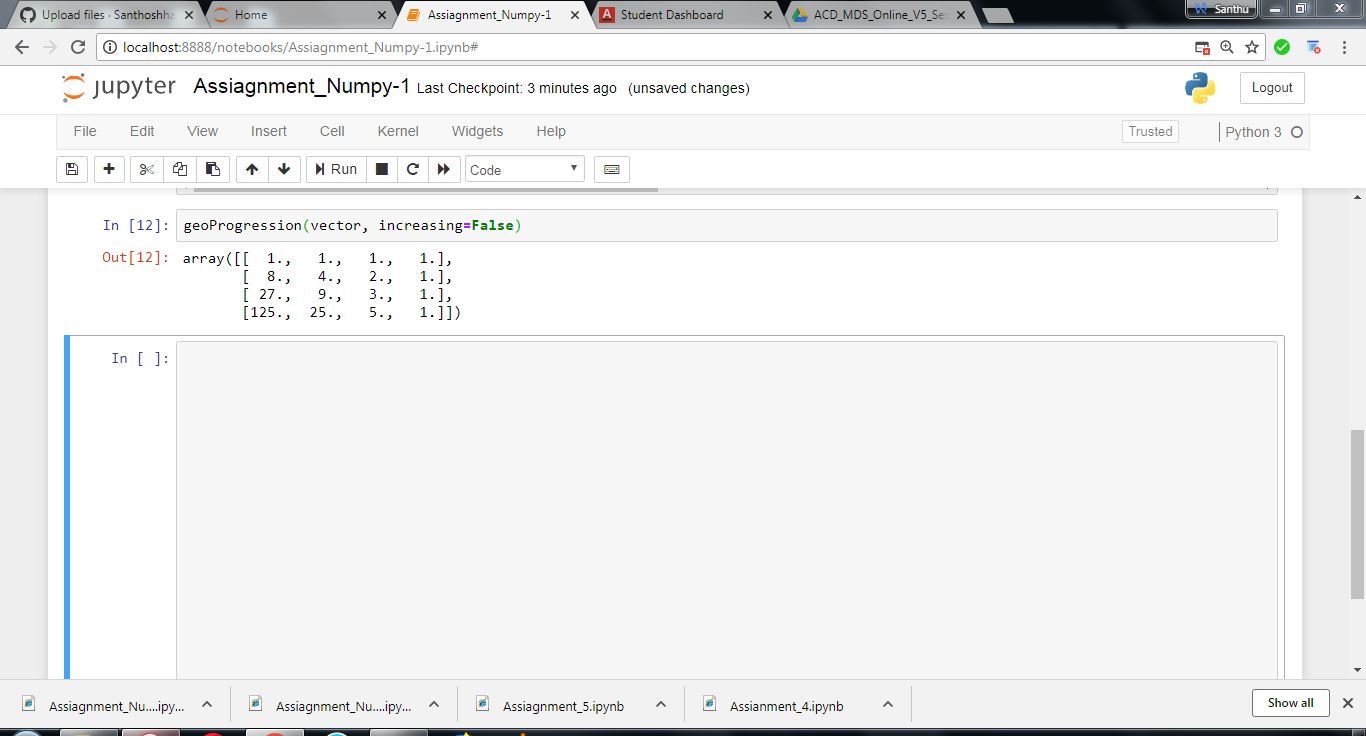 Upload files · Santhoshha
Home
Assiagnment_Numpy-1
Student Dashboard
ACD_MDS_Online_V5_Ses
Santhu
localhost:8888/notebooks/Assiagnment_Numpy-1.ipynb#
jupyter Assiagnment_Numpy-1 Last Checkpoint: 3 minutes ago (unsaved changes)
Logout
File Edit View Insert Cell Kernel Widgets Help
Trusted
Python 3
Run
Code
In [12]: geoProgression(vector, increasing=False)
Out[12]: array([[  1.,   1.,   1.,   1.],
       [  8.,   4.,   2.,   1.],
       [ 27.,   9.,   3.,   1.],
       [125.,  25.,   5.,   1.]])
In [ ]:
Assiagnment_Nu....ipy...
Assiagnment_Nu....ipy...
Assiagnment_5.ipynb
Assianment_4.ipynb
Show all